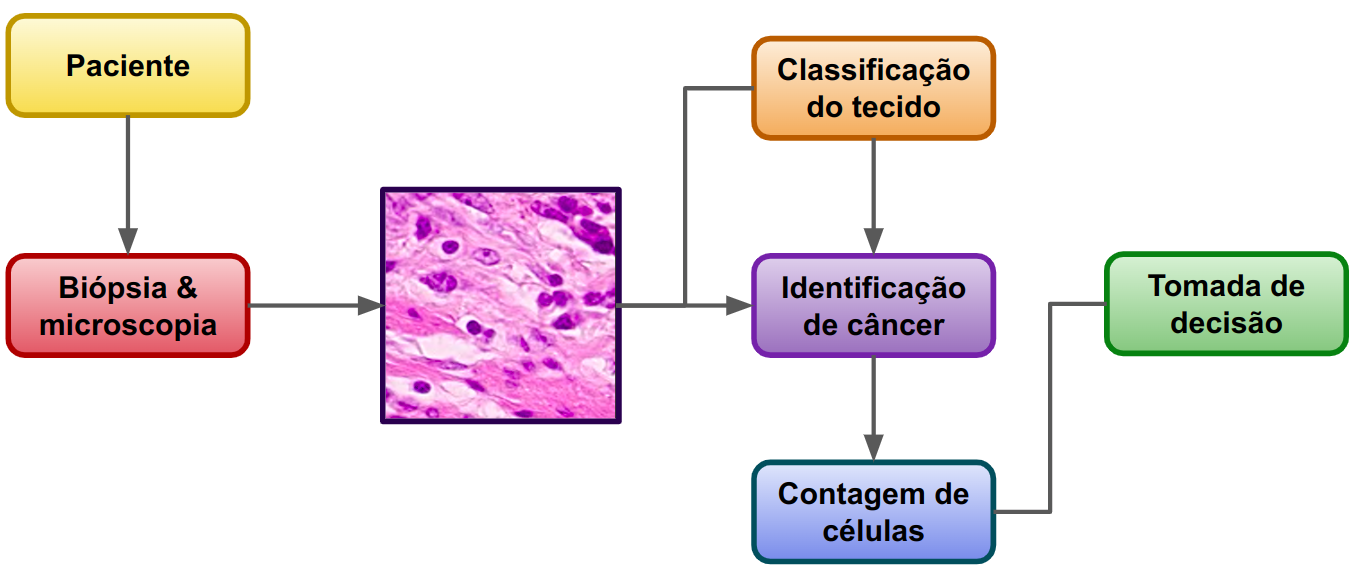 Paciente
Biópsia &
microscopia
Classificação
do tecido
Identificação
de câncer
Contagem de
células
Tomada de
decisão